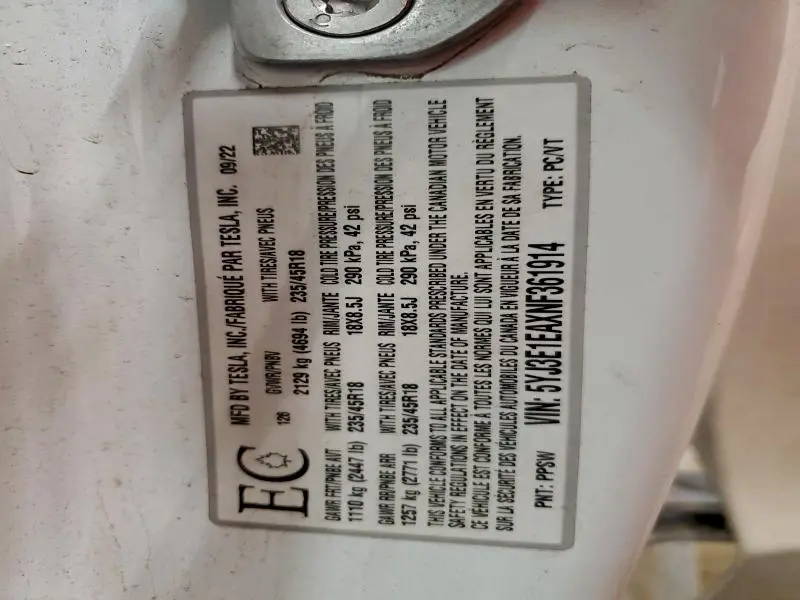 MFD BY TESLA, INC./FABRIQUÉ PAR TESLA, INC. 09/22
EC
126
GVWR/PNBV WITH TIRES/AVEC PNEUS
2129 kg (4694 lb) 235/45R18
GAWR FRT/PNBE AVT WITH TIRES/AVEC PNEUS RIM/JANTE COLD TIRE PRESSURE/PRESSION DES PNEUS À FROID
1110 kg (2447 lb) 235/45R18 18X8.5J 290 kPa, 42 psi
GAWR RR/PNBE ARR WITH TIRES/AVEC PNEUS RIM/JANTE COLD TIRE PRESSURE/PRESSION DES PNEUS À FROID
1257 kg (2771 lb) 235/45R18 18X8.5J 290 kPa, 42 psi
THIS VEHICLE CONFORMS TO ALL APPLICABLE STANDARDS PRESCRIBED UNDER THE CANADIAN MOTOR VEHICLE
SAFETY REGULATIONS IN EFFECT ON THE DATE OF MANUFACTURE.
CE VÉHICULE EST CONFORME À TOUTES LES NORMES QUI LUI SONT APPLICABLES EN VERTU DU RÈGLEMENT
SUR LA SÉCURITÉ DES VÉHICULES AUTOMOBILES DU CANADA EN VIGUEUR À LA DATE DE SA FABRICATION.
PNT: PPSW VIN: 5YJ3E1EAXNF361914 TYPE: PC/VT